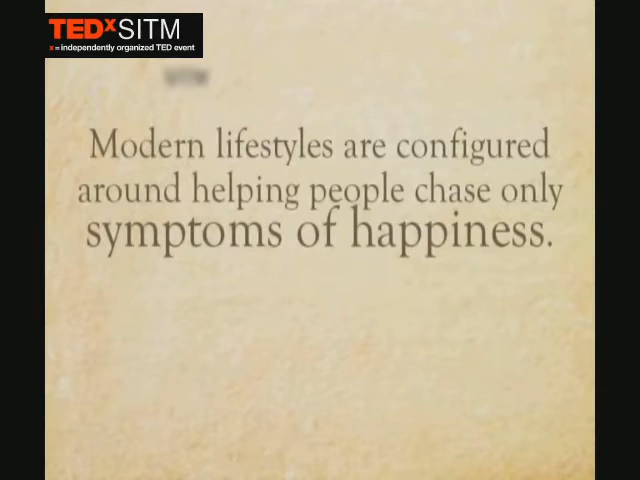 TEDxSITM
x = independently organized TED event
Modern lifestyles are configured
around helping people chase only
symptoms of happiness.